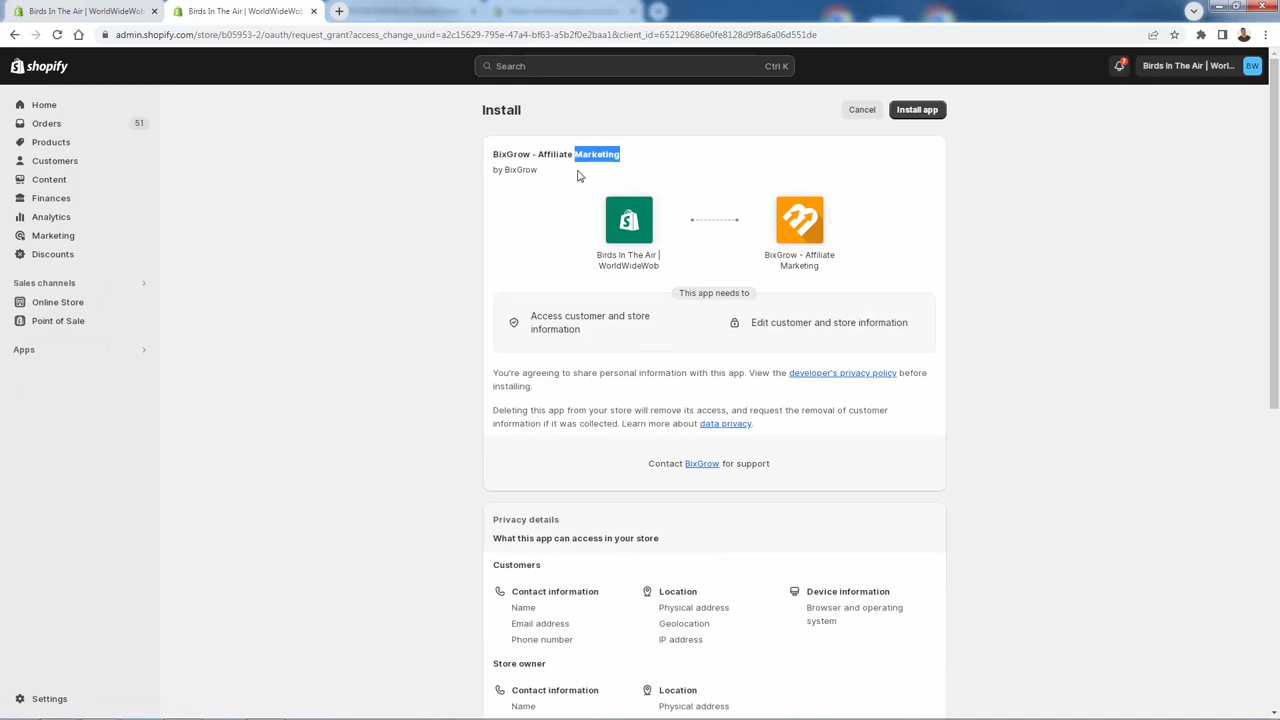 Birds In The Air | WorldWideWob
Birds In The Air | WorldWideWob
admin.shopify.com/store/b05953-2/oauth/request_grant?access_change_uuid=a2c15629-795e-47a4-bf63-a5b2f0e2baa1&client_id=652129686e0fe8128d9f8a6a06d551de
shopify
Search
Ctrl K
7
Birds In The Air | Worl...
BW
Home
Orders
51
Products
Customers
Content
Finances
Analytics
Marketing
Discounts
Sales channels
Online Store
Point of Sale
Apps
Settings
Install
Cancel
Install app
BixGrow - Affiliate Marketing
by BixGrow
Birds In The Air |
WorldWideWob
BixGrow - Affiliate
Marketing
This app needs to
Access customer and store
information
Edit customer and store information
You're agreeing to share personal information with this app. View the developer's privacy policy before
installing.
Deleting this app from your store will remove its access, and request the removal of customer
information if it was collected. Learn more about data privacy.
Contact BixGrow for support
Privacy details
What this app can access in your store
Customers
Contact information
Name
Email address
Phone number
Location
Physical address
Geolocation
IP address
Device information
Browser and operating
system
Store owner
Contact information
Name
Location
Physical address